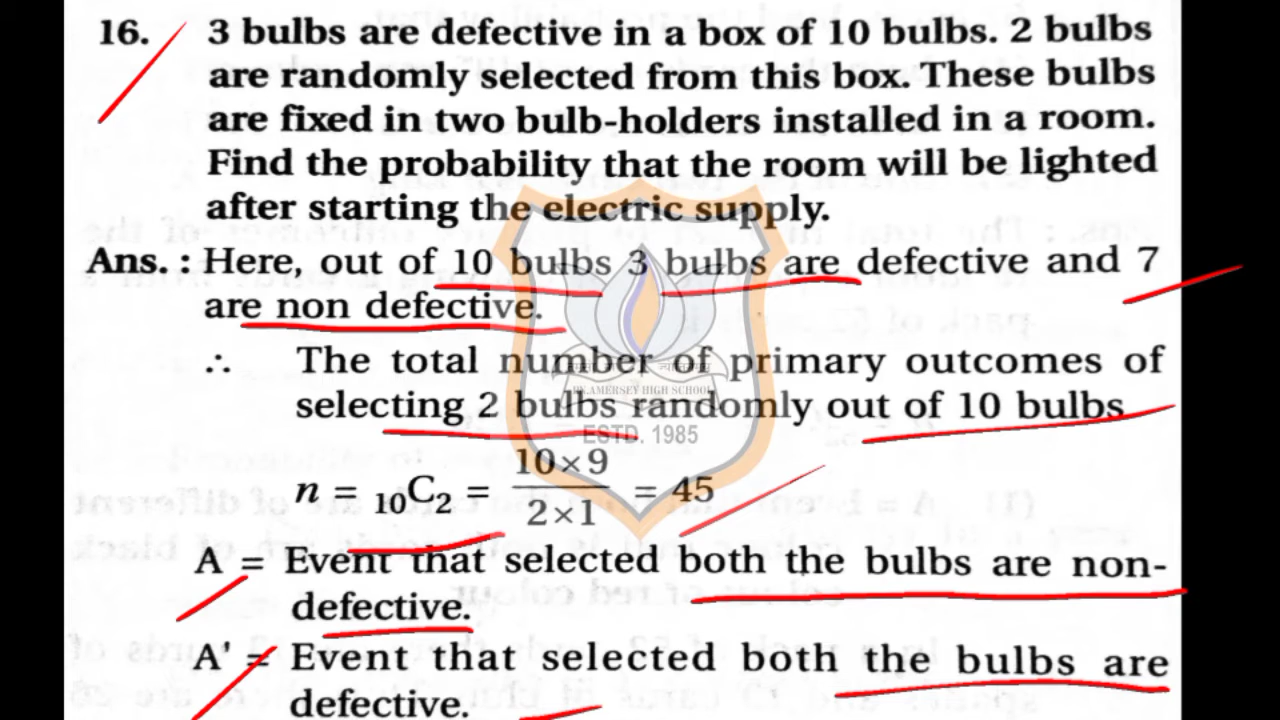 16. 3 bulbs are defective in a box of 10 bulbs. 2 bulbs
are randomly selected from this box. These bulbs
are fixed in two bulb-holders installed in a room.
Find the probability that the room will be lighted
after starting the electric supply.
Ans. : Here, out of 10 bulbs 3 bulbs are defective and 7
are non defective.
∴ The total number of primary outcomes of
selecting 2 bulbs randomly out of 10 bulbs
HIGH SCHOOL
ESTD. 1985
n = ₁₀C₂ = (10×9)/(2×1) = 45
A = Event that selected both the bulbs are non-
defective.
A' = Event that selected both the bulbs are
defective.